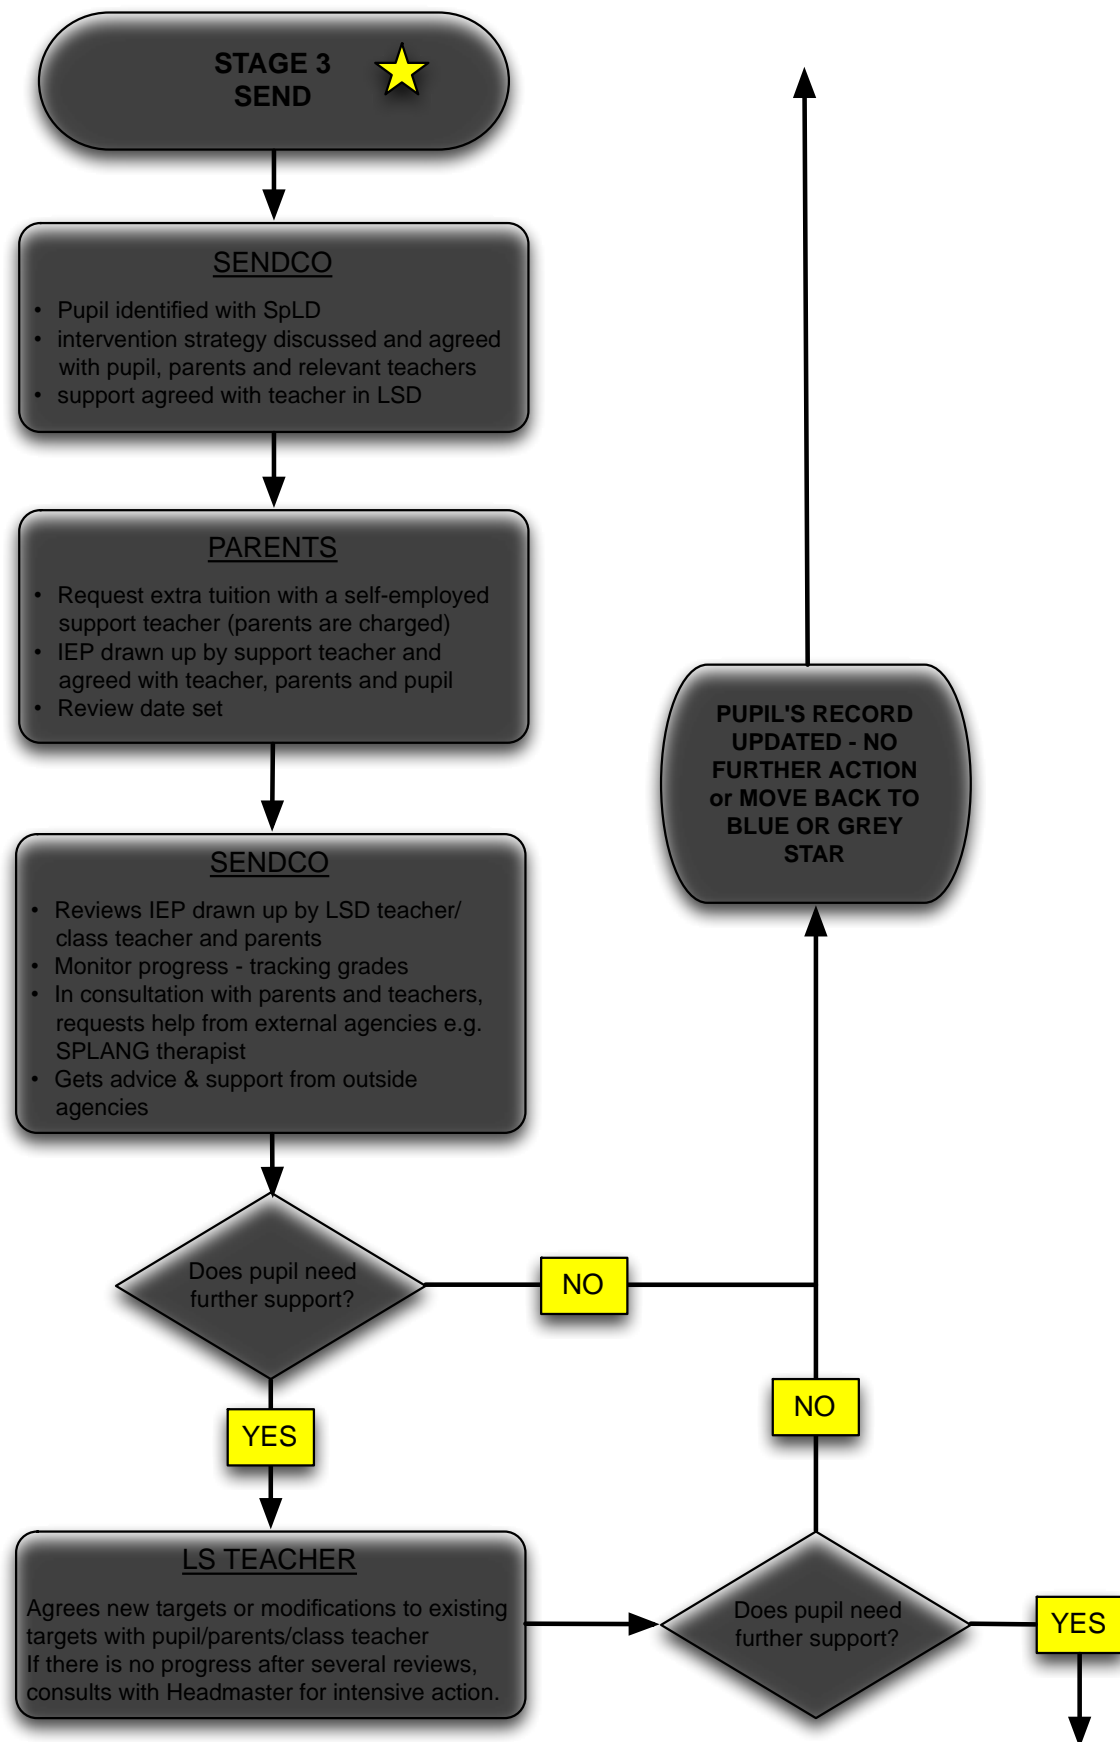 STAGE 3
SEND
SENDCO
• Pupil identified with SpLD
• intervention strategy discussed and agreed
with pupil, parents and relevant teachers
• support agreed with teacher in LSD
PARENTS
• Request extra tuition with a self-employed
support teacher (parents are charged)
• IEP drawn up by support teacher and
agreed with teacher, parents and pupil
• Review date set
SENDCO
• Reviews IEP drawn up by LSD teacher/
class teacher and parents
• Monitor progress - tracking grades
• In consultation with parents and teachers,
requests help from external agencies e.g.
SPLANG therapist
• Gets advice & support from outside
agencies
PUPIL'S RECORD
UPDATED - NO
FURTHER ACTION
or MOVE BACK TO
BLUE OR GREY
STAR
Does pupil need
further support?
NO
YES
NO
LS TEACHER
Agrees new targets or modifications to existing
targets with pupil/parents/class teacher
If there is no progress after several reviews,
consults with Headmaster for intensive action.
Does pupil need
further support?
YES